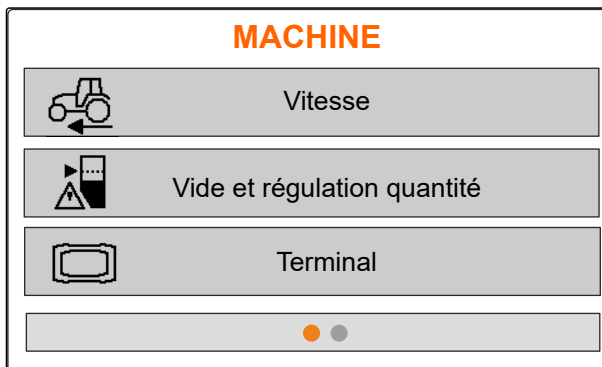 MACHINE
Vitesse
Vide et régulation quantité
Terminal